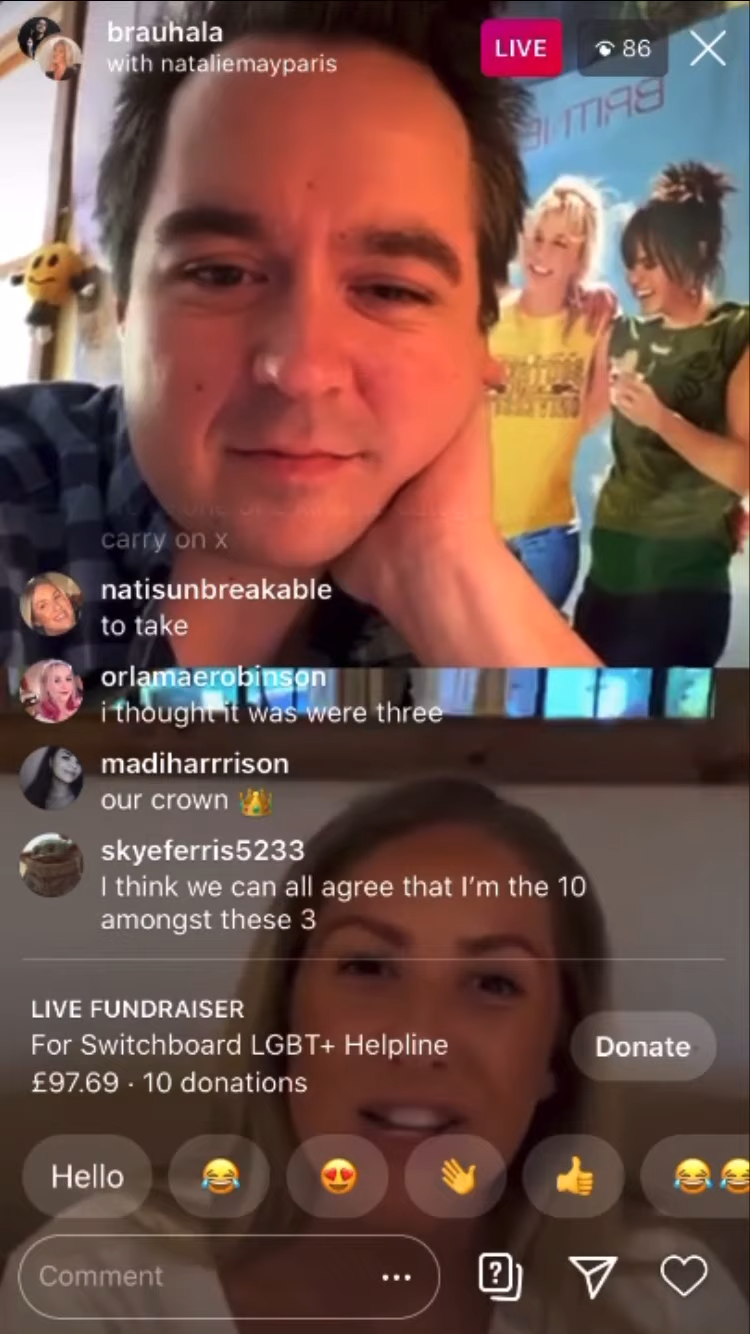 brauhala
with nataliemayparis
LIVE
86
carry on x
natisunbreakable
to take
orlamaerobinson
i thought it was were three
madiharrrison
our crown 👑
skyeferris5233
I think we can all agree that I'm the 10
amongst these 3
LIVE FUNDRAISER
For Switchboard LGBT+ Helpline
£97.69 · 10 donations
Donate
Hello
😂
😍
👋
👍
😂😂
Comment